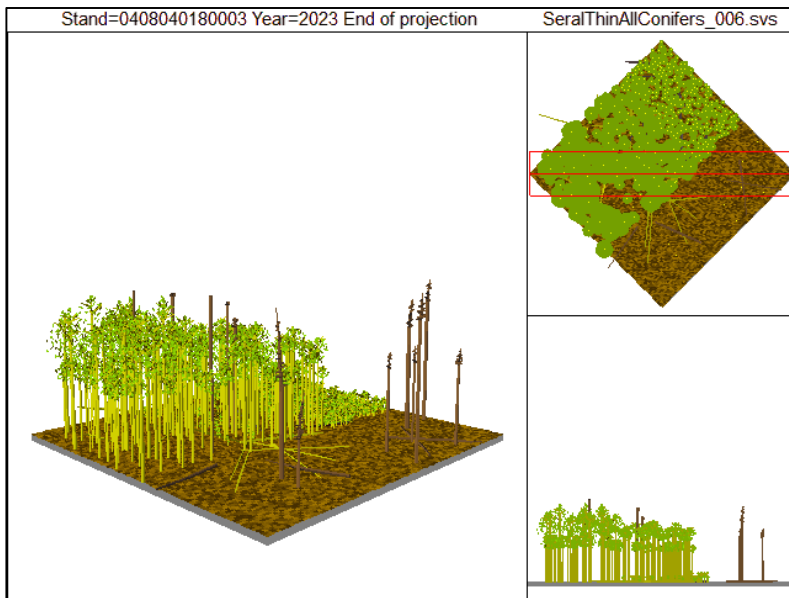 Stand=0408040180003 Year=2023 End of projection
SeralThinAllConifers_006.svs